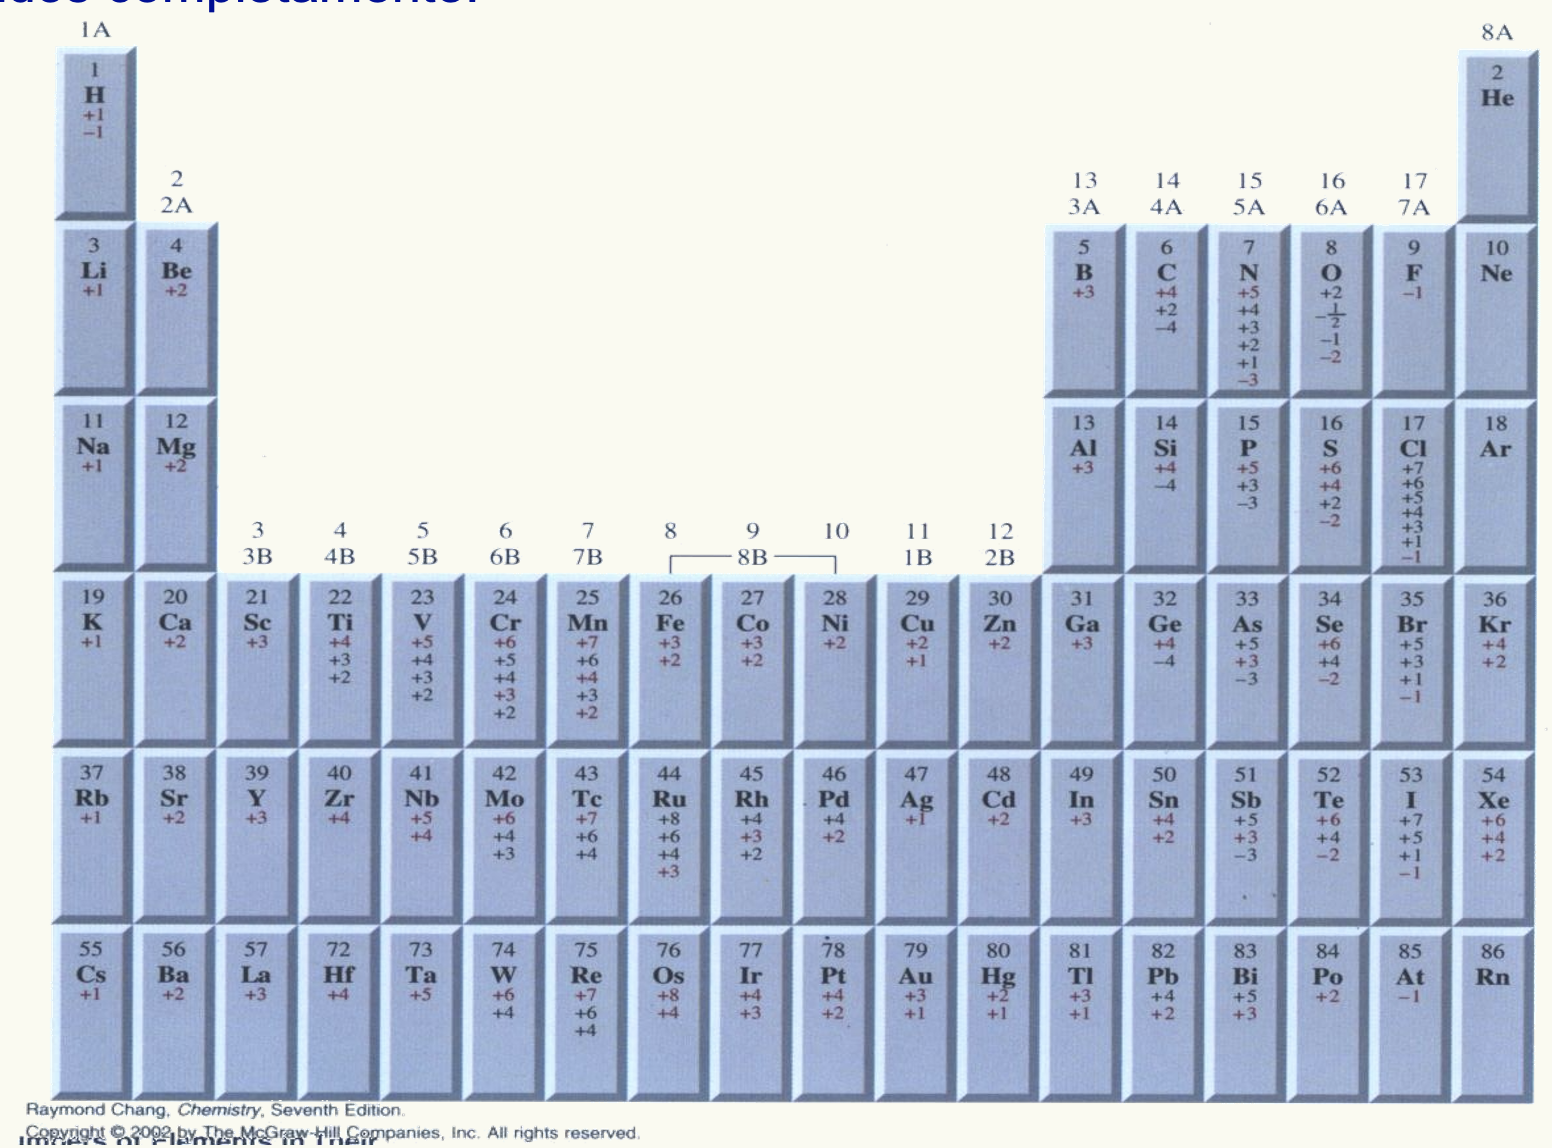 completamente.
1A 8A
1 2
H He
+1
−1
2 13 14 15 16 17
2A 3A 4A 5A 6A 7A
3 4 5 6 7 8 9 10
Li Be B C N O F Ne
+1 +2 +3 +4 +5 +2 −1
+2 +4 −1/2
−4 +3 −1
+2 −2
+1
−3
11 12 13 14 15 16 17 18
Na Mg Al Si P S Cl Ar
+1 +2 +3 +4 +5 +6 +7
−4 +3 +4 +6
−3 +2 +5
−2 +4
+3
+1
−1
3 4 5 6 7 8 9 10 11 12
3B 4B 5B 6B 7B 8B 1B 2B
19 20 21 22 23 24 25 26 27 28 29 30 31 32 33 34 35 36
K Ca Sc Ti V Cr Mn Fe Co Ni Cu Zn Ga Ge As Se Br Kr
+1 +2 +3 +4 +5 +6 +7 +3 +3 +2 +2 +2 +3 +4 +5 +6 +5 +4
+3 +4 +5 +6 +2 +2 +1 −4 +3 +4 +3 +2
+2 +3 +4 +4 −3 −2 +1
+2 +3 +3 −1
+2 +2
37 38 39 40 41 42 43 44 45 46 47 48 49 50 51 52 53 54
Rb Sr Y Zr Nb Mo Tc Ru Rh Pd Ag Cd In Sn Sb Te I Xe
+1 +2 +3 +4 +5 +6 +7 +8 +4 +4 +1 +2 +3 +4 +5 +6 +7 +6
+4 +4 +6 +6 +3 +2 +2 +3 +4 +5 +4
+3 +4 +4 +2 −3 −2 +1 +2
+3 −1
55 56 57 72 73 74 75 76 77 78 79 80 81 82 83 84 85 86
Cs Ba La Hf Ta W Re Os Ir Pt Au Hg Tl Pb Bi Po At Rn
+1 +2 +3 +4 +5 +6 +7 +8 +4 +4 +3 +2 +3 +4 +5 +2 −1
+4 +6 +4 +3 +2 +1 +1 +1 +2 +3
+4
Raymond Chang, Chemistry, Seventh Edition.
Copyright © 2002 by The McGraw-Hill Companies, Inc. All rights reserved.
of Elements in Their